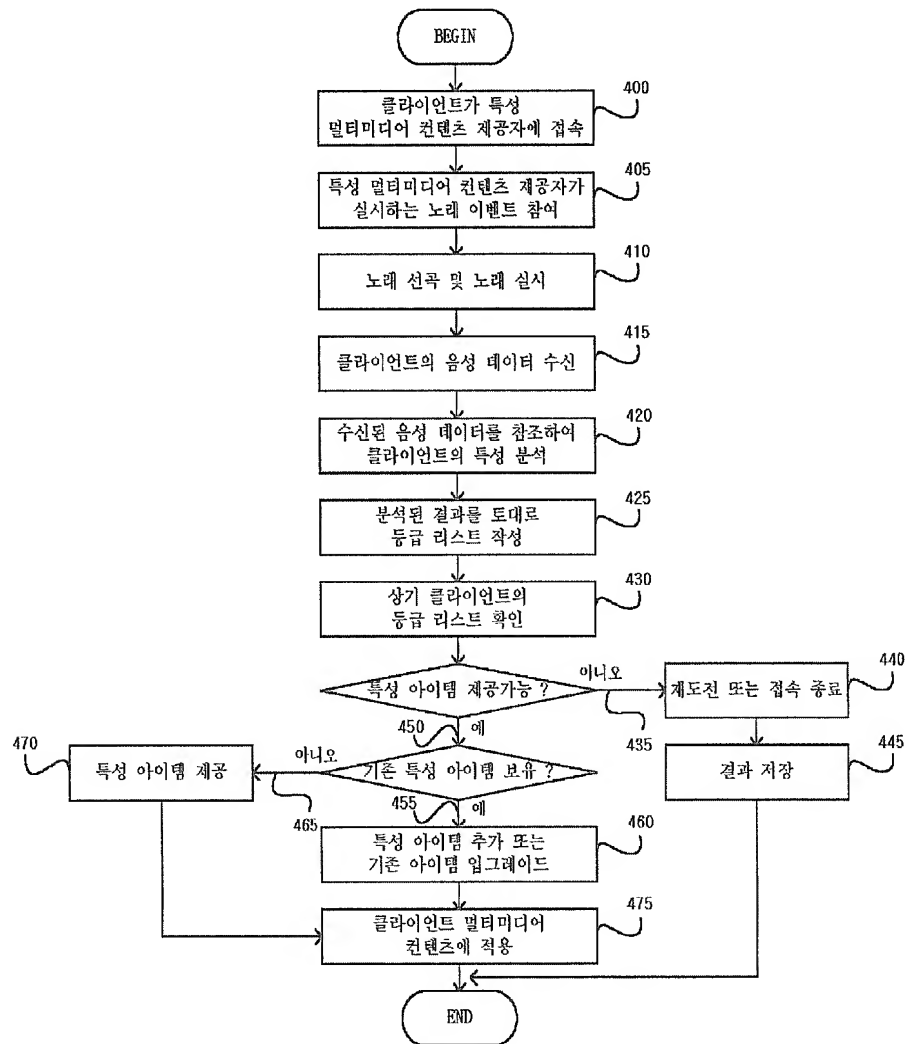 BEGIN
400
클라이언트가 특성
멀티미디어 컨텐츠 제공자에 접속
405
특성 멀티미디어 컨텐츠 제공자가
실시하는 노래 이벤트 참여
410
노래 선곡 및 노래 실시
415
클라이언트의 음성 데이터 수신
420
수신된 음성 데이터를 참조하여
클라이언트의 특성 분석
425
분석된 결과를 토대로
등급 리스트 작성
430
상기 클라이언트의
등급 리스트 확인
특성 아이템 제공가능 ?
아니오
435
440
재도전 또는 접속 종료
450
예
445
결과 저장
470
특성 아이템 제공
아니오
465
기존 특성 아이템 보유 ?
455
예
460
특성 아이템 추가 또는
기존 아이템 업그레이드
475
클라이언트 멀티미디어
컨텐츠에 적용
END